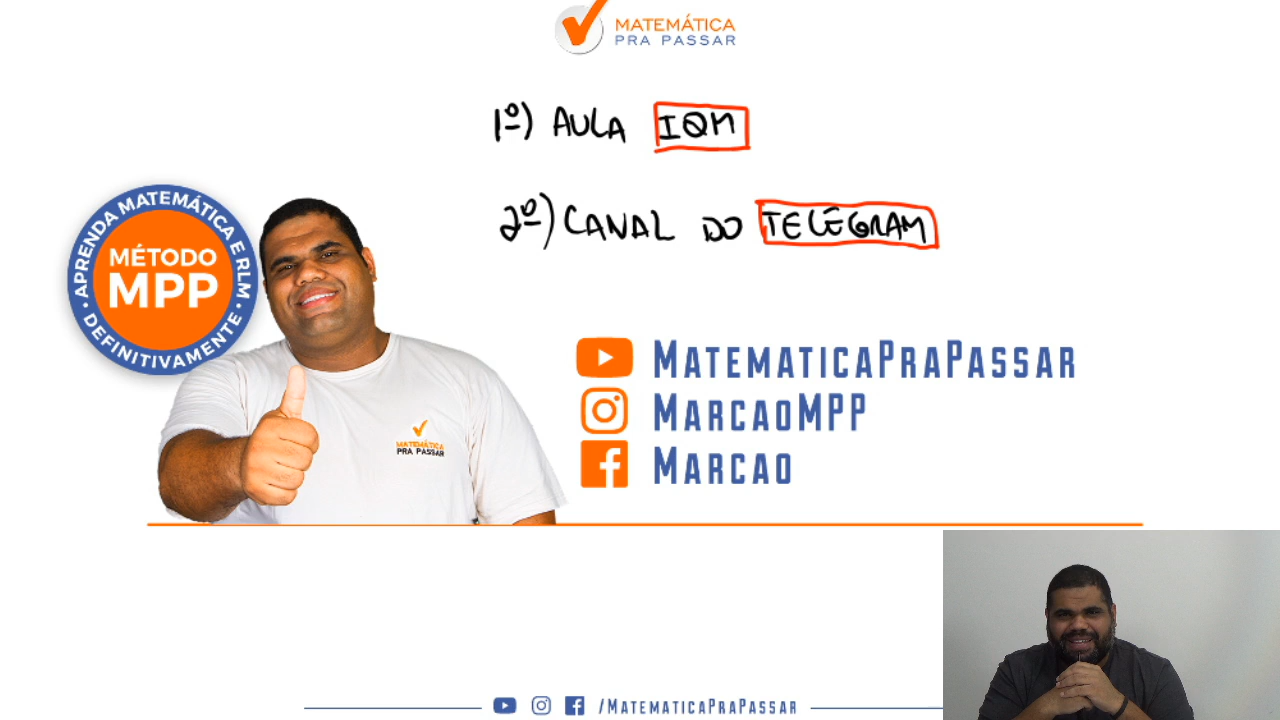 MATEMÁTICA
PRA PASSAR
1º) AULA IQM
2º) CANAL DO TELEGRAM
• APRENDA MATEMÁTICA E RLM •
MÉTODO
MPP
DEFINITIVAMENTE
MATEMÁTICA
PRA PASSAR
MATEMATICAPRAPASSAR
MARCAOMPP
MARCAO
/MATEMATICAPRAPASSAR